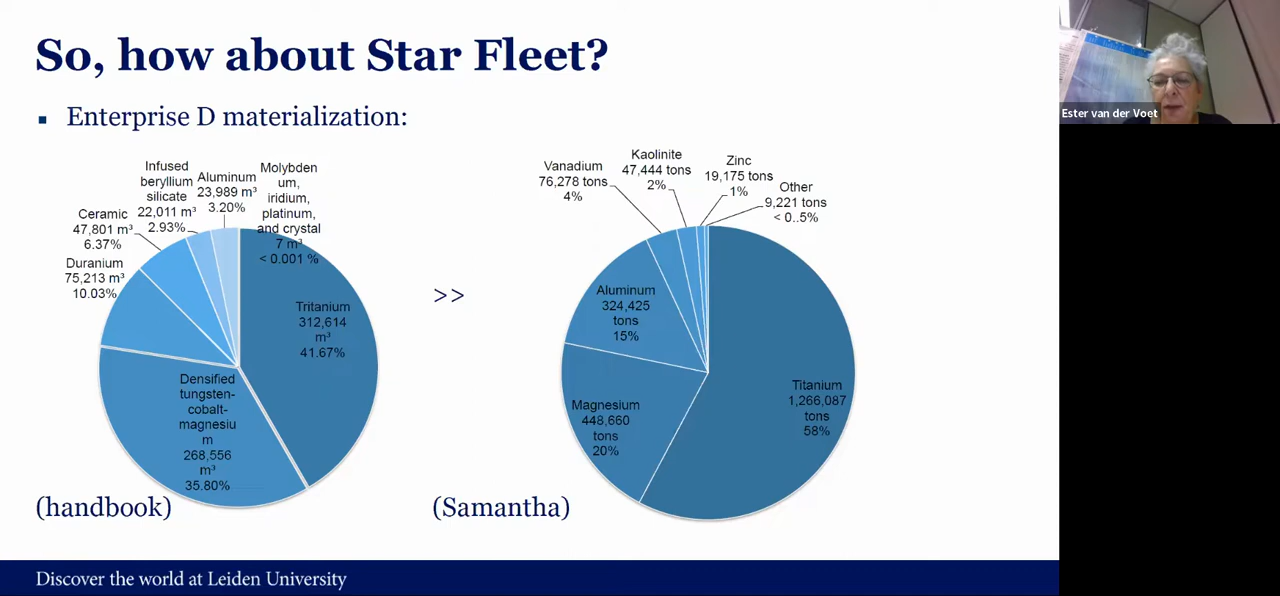 So, how about Star Fleet?
Ester van der Voet
▪ Enterprise D materialization:
Infused
beryllium
silicate
22,011 m³
2.93%
Aluminum
23,989 m³
3.20%
Molybden
um,
iridium,
platinum,
and crystal
7 m³
< 0.001 %
Ceramic
47,801 m³
6.37%
Duranium
75,213 m³
10.03%
Tritanium
312,614
m³
41.67%
Densified
tungsten-
cobalt-
magnesiu
m
268,556
m³
35.80%
(handbook)
>>
Vanadium
76,278 tons
4%
Kaolinite
47,444 tons
2%
Zinc
19,175 tons
1%
Other
9,221 tons
< 0..5%
Aluminum
324,425
tons
15%
Magnesium
448,660
tons
20%
Titanium
1,266,087
tons
58%
(Samantha)
Discover the world at Leiden University